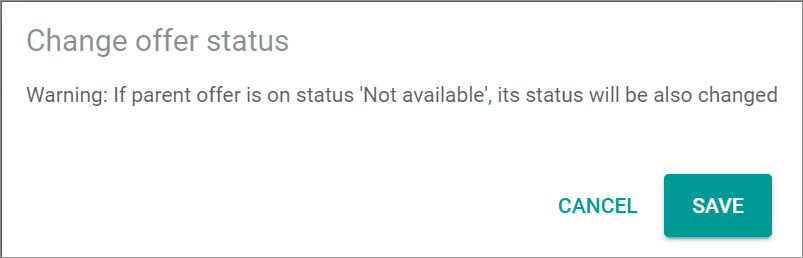 Change offer status
Warning: If parent offer is on status 'Not available', its status will be also changed
CANCEL
SAVE